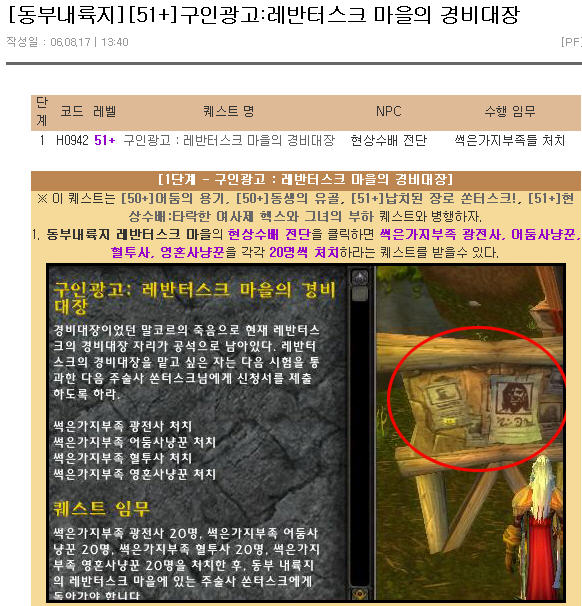 [동부내륙지][51+]구인광고:레반터스크 마을의 경비대장
작성일 : 06.08.17 | 13:40
[PF
단계 코드 레벨 퀘스트 명 NPC 수행 임무
1 H0942 51+ 구인광고 : 레반터스크 마을의 경비대장 현상수배 전단 썩은가지부족들 처치
[1단계 - 구인광고 : 레반터스크 마을의 경비대장]
※ 이 퀘스트는 [50+]어둠의 용기, [50+]동생의 유골, [51+]납치된 장로 쏜터스크!, [51+]현
상수배:타락한 여사제 헥스와 그녀의 부하 퀘스트와 병행하자.
1. 동부내륙지 레반터스크 마을의 현상수배 전단을 클릭하면 썩은가지부족 광전사, 어둠사냥꾼,
혈투사, 영혼사냥꾼을 각각 20명씩 처치하라는 퀘스트를 받을수 있다.
구인광고: 레반터스크 마을의 경비
대장
경비대장이었던 말코르의 죽음으로 현재 레반터스
크의 경비대장 자리가 공석으로 남아있다. 레반터
스크의 경비대장을 맡고 싶은 자는 다음 시험을 통
과한 다음 주술사 쏜터스크님에게 신청서를 제출
하도록 하라.
썩은가지부족 광전사 처치
썩은가지부족 어둠사냥꾼 처치
썩은가지부족 혈투사 처치
썩은가지부족 영혼사냥꾼 처치
퀘스트 임무
썩은가지부족 광전사 20명, 썩은가지부족 어둠사
냥꾼 20명, 썩은가지부족 혈투사 20명, 썩은가지
부족 영혼사냥꾼 20명을 처치한 후, 동부 내륙지
의 레반터스크 마을에 있는 주술사 쏜터스크에게
돌아가야 합니다